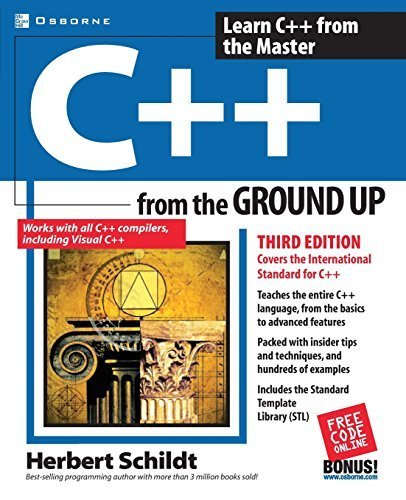 Mc
Graw
Hill
OSBORNE
Learn C++ from
the Master
C++
from the GROUND UP
Works with all C++ compilers,
including Visual C++
THIRD EDITION
Covers the International
Standard for C++
Teaches the entire C++
language, from the basics
to advanced features
Packed with insider tips
and techniques, and
hundreds of examples
Includes the Standard
Template
Library (STL)
FREE
CODE
ONLINE
BONUS!
www.osborne.com
Herbert Schildt
Best-selling programming author with more than 3 million books sold!